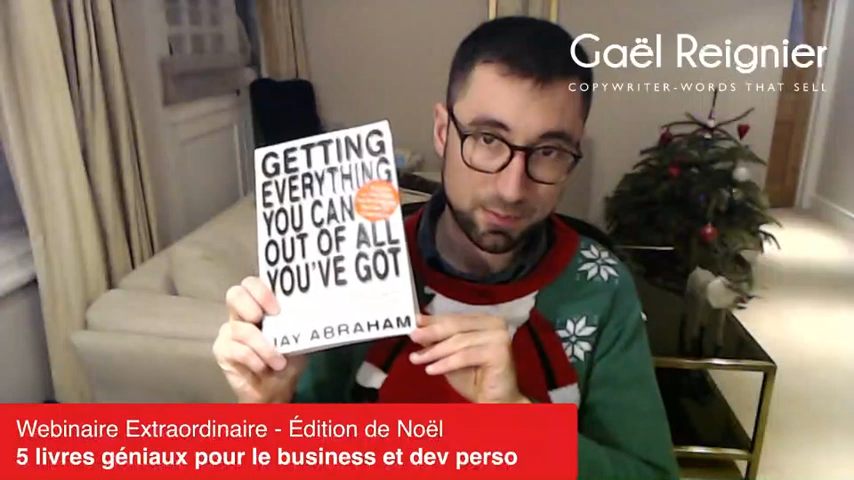 Gaël Reignier
COPYWRITER-WORDS THAT SELL
GETTING
EVERYTHING
YOU CAN
OUT OF ALL
YOU'VE GOT
JAY ABRAHAM
Webinaire Extraordinaire - Édition de Noël
5 livres géniaux pour le business et dev perso